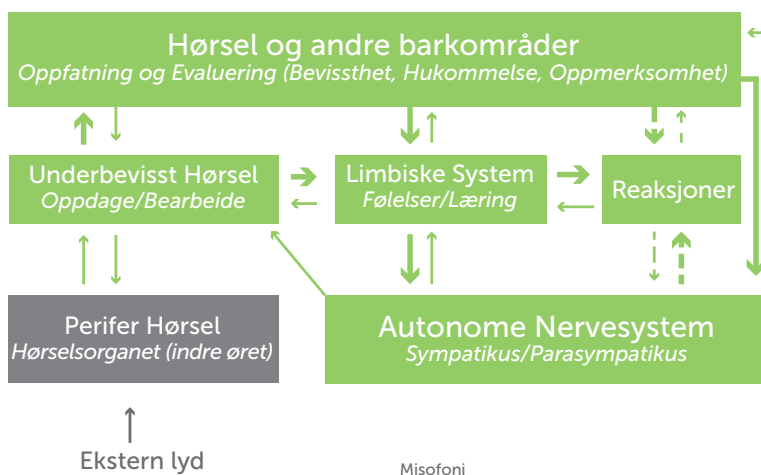 Hørsel og andre barkområder
Oppfatning og Evaluering (Bevissthet, Hukommelse, Oppmerksomhet)
Underbevisst Hørsel
Oppdage/Bearbeide
Limbiske System
Følelser/Læring
Reaksjoner
Perifer Hørsel
Hørselsorganet (indre øret)
Autonome Nervesystem
Sympatikus/Parasympatikus
Ekstern lyd
Misofoni